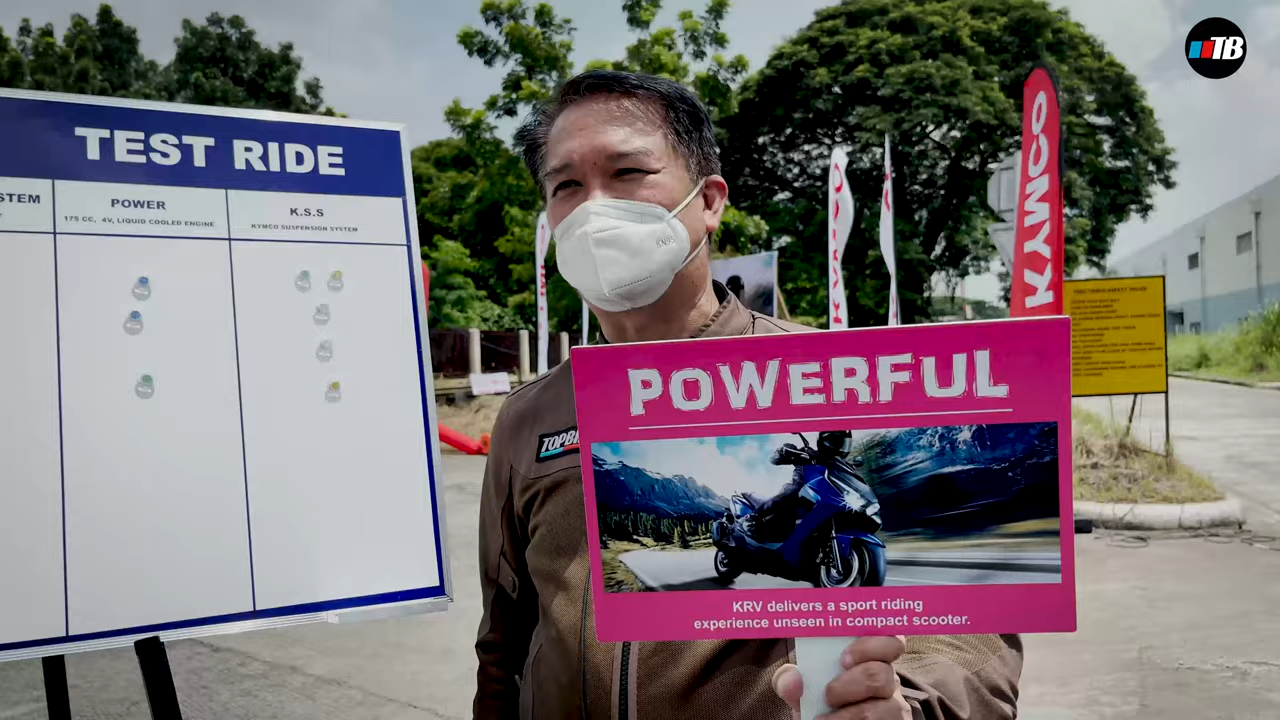 TB
TEST RIDE
STEM
POWER
175 CC, 4V, LIQUID COOLED ENGINE
K.S.S
KYMCO SUSPENSION SYSTEM
KN95
KYMCO
TOPBI
POWERFUL
KRV delivers a sport riding
experience unseen in compact scooter.